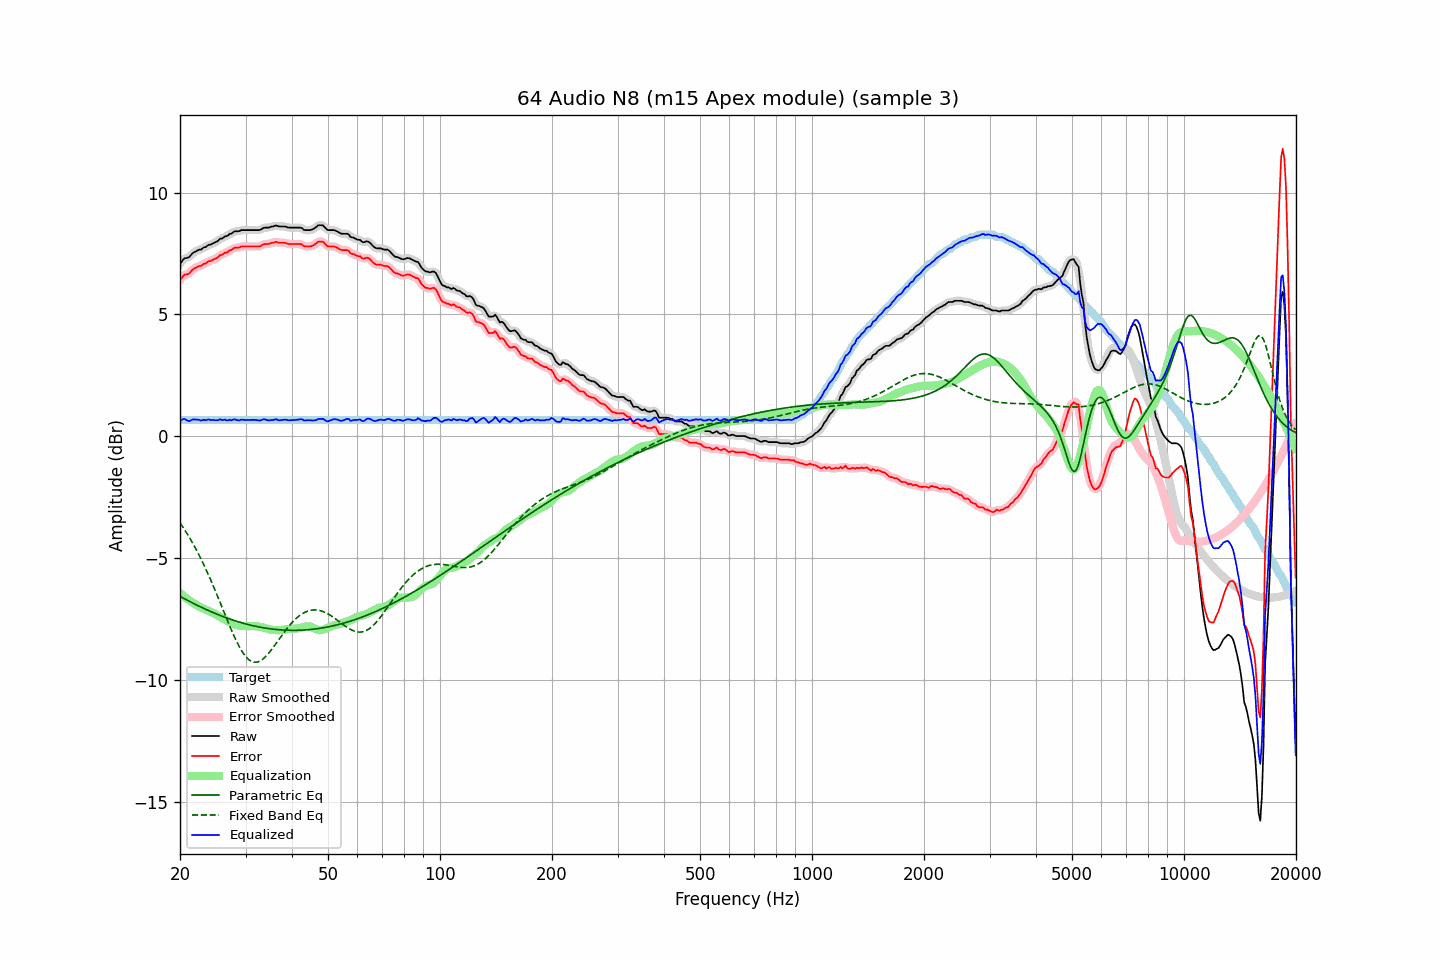 64 Audio N8 (m15 Apex module) (sample 3)
Amplitude (dBr)
10
5
0
−5
−10
−15
Target
Raw Smoothed
Error Smoothed
Raw
Error
Equalization
Parametric Eq
Fixed Band Eq
Equalized
20 50 100 200 500 1000 2000 5000 10000 20000
Frequency (Hz)